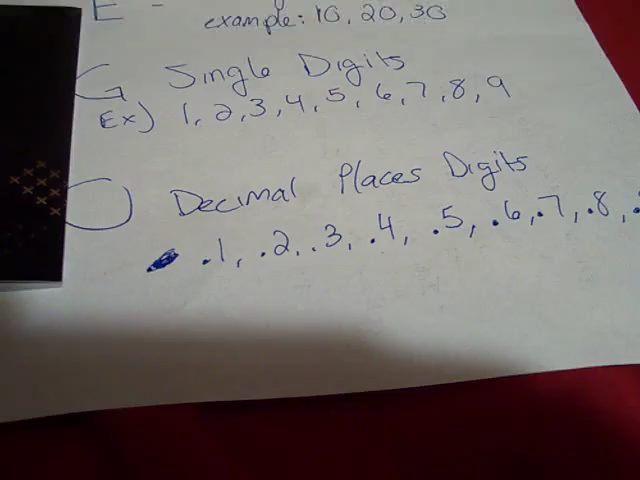 E -
example: 10, 20, 30
G Single Digits
Ex) 1, 2, 3, 4, 5, 6, 7, 8, 9
Decimal Places Digits
.1, .2, .3, .4, .5, .6, .7, .8,